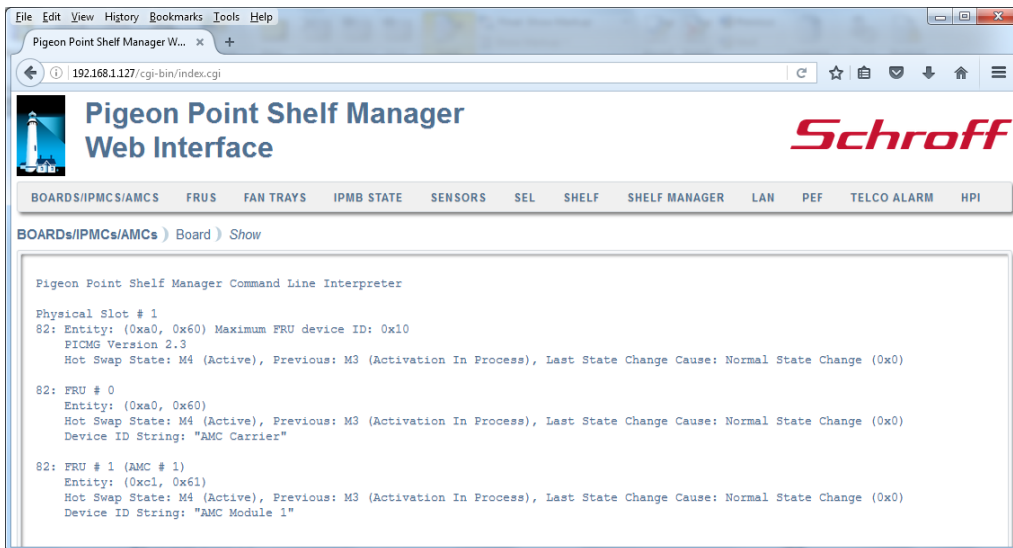 File Edit View History Bookmarks Tools Help
Pigeon Point Shelf Manager W... × +
192.168.1.127/cgi-bin/index.cgi
Pigeon Point Shelf Manager
Web Interface
Schroff
BOARDS/IPMCS/AMCS FRUS FAN TRAYS IPMB STATE SENSORS SEL SHELF SHELF MANAGER LAN PEF TELCO ALARM HPI
BOARDs/IPMCs/AMCs ) Board ) Show
Pigeon Point Shelf Manager Command Line Interpreter
Physical Slot # 1
82: Entity: (0xa0, 0x60) Maximum FRU device ID: 0x10
PICMG Version 2.3
Hot Swap State: M4 (Active), Previous: M3 (Activation In Process), Last State Change Cause: Normal State Change (0x0)
82: FRU # 0
Entity: (0xa0, 0x60)
Hot Swap State: M4 (Active), Previous: M3 (Activation In Process), Last State Change Cause: Normal State Change (0x0)
Device ID String: "AMC Carrier"
82: FRU # 1 (AMC # 1)
Entity: (0xc1, 0x61)
Hot Swap State: M4 (Active), Previous: M3 (Activation In Process), Last State Change Cause: Normal State Change (0x0)
Device ID String: "AMC Module 1"